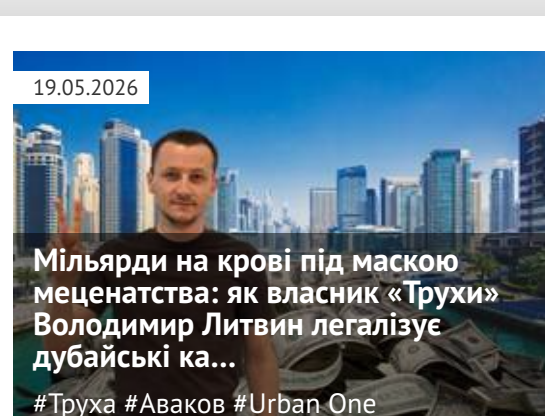 19.05.2026
Мільярди на крові під маскою
меценатства: як власник «Трухи»
Володимир Литвин легалізує
дубайські ка...
#Труха #Аваков #Urban One